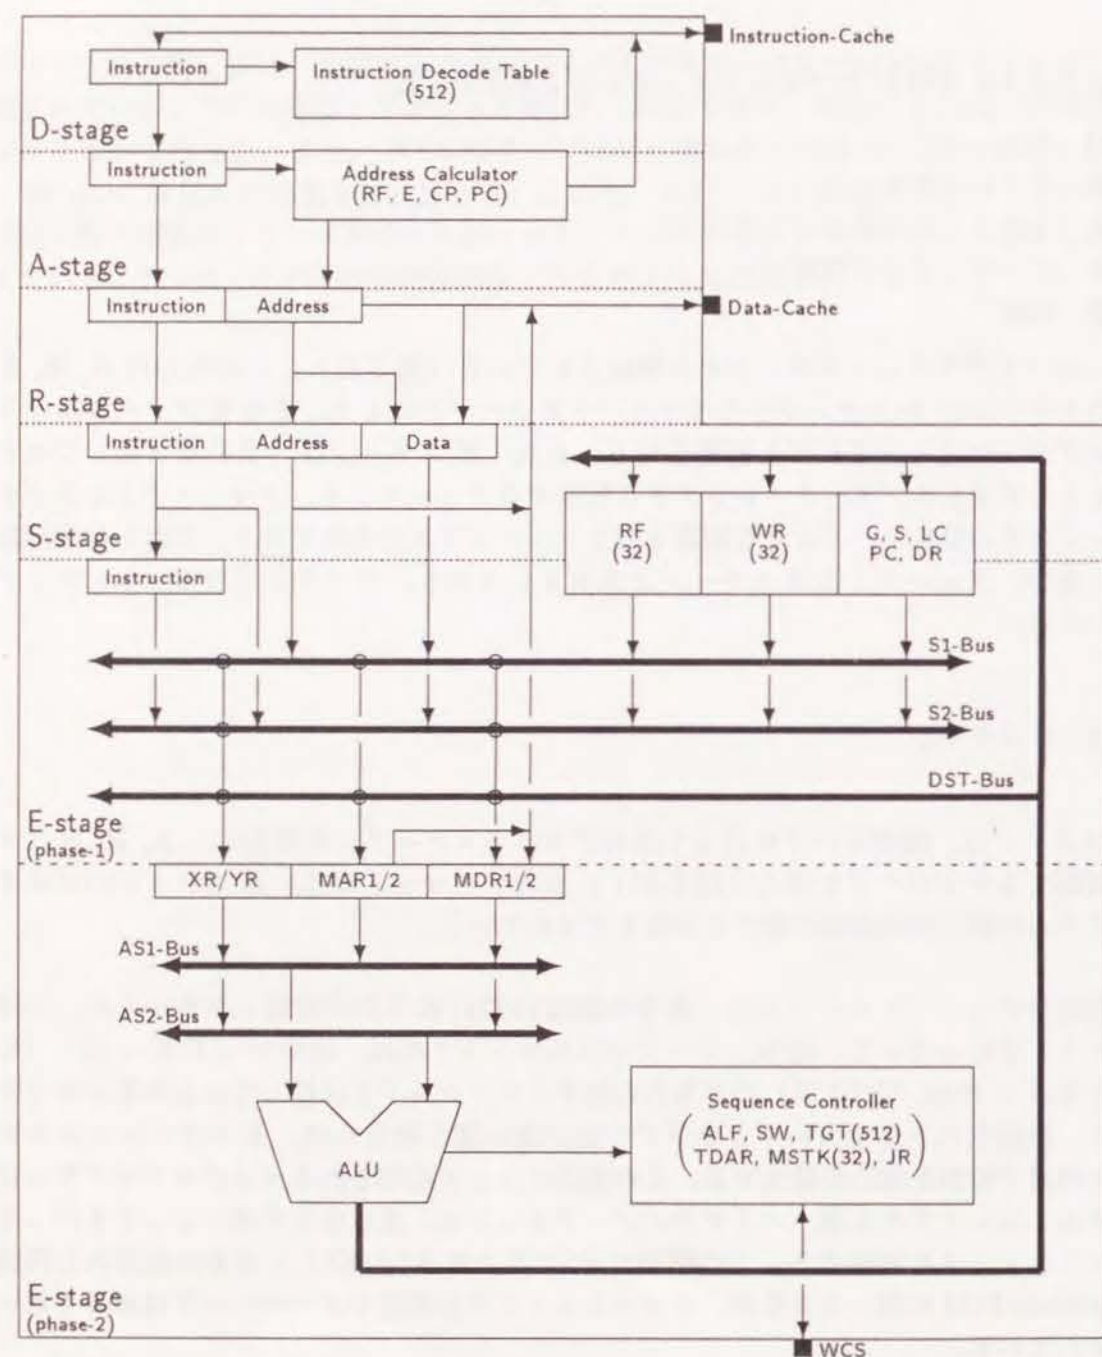 Instruction-Cache
Instruction
Instruction Decode Table
(512)
D-stage
Instruction
Address Calculator
(RF, E, CP, PC)
A-stage
Instruction
Address
Data-Cache
R-stage
Instruction
Address
Data
RF
(32)
WR
(32)
G, S, LC
PC, DR
S-stage
Instruction
S1-Bus
S2-Bus
DST-Bus
E-stage
(phase-1)
XR/YR
MAR1/2
MDR1/2
AS1-Bus
AS2-Bus
ALU
Sequence Controller
(ALF, SW, TGT(512)
TDAR, MSTK(32), JR)
E-stage
(phase-2)
WCS